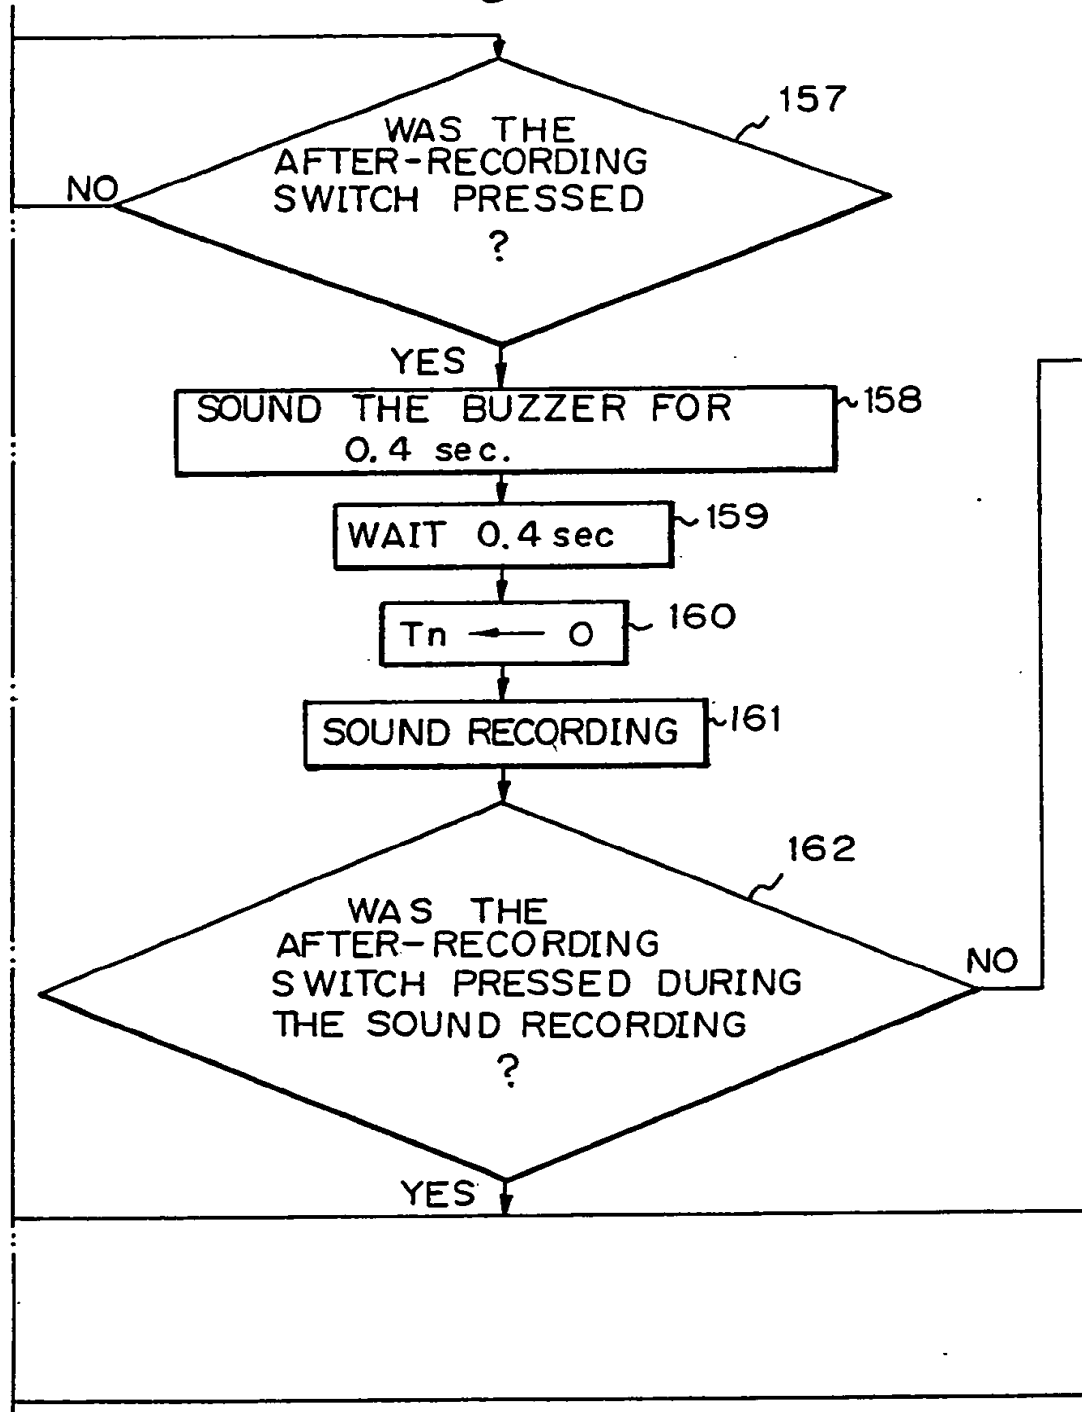 157
WAS THE
AFTER-RECORDING
SWITCH PRESSED
?
NO
YES
SOUND THE BUZZER FOR
0.4 sec.
158
WAIT 0.4 sec
159
Tn ← 0
160
SOUND RECORDING
161
162
WAS THE
AFTER-RECORDING
SWITCH PRESSED DURING
THE SOUND RECORDING
?
NO
YES